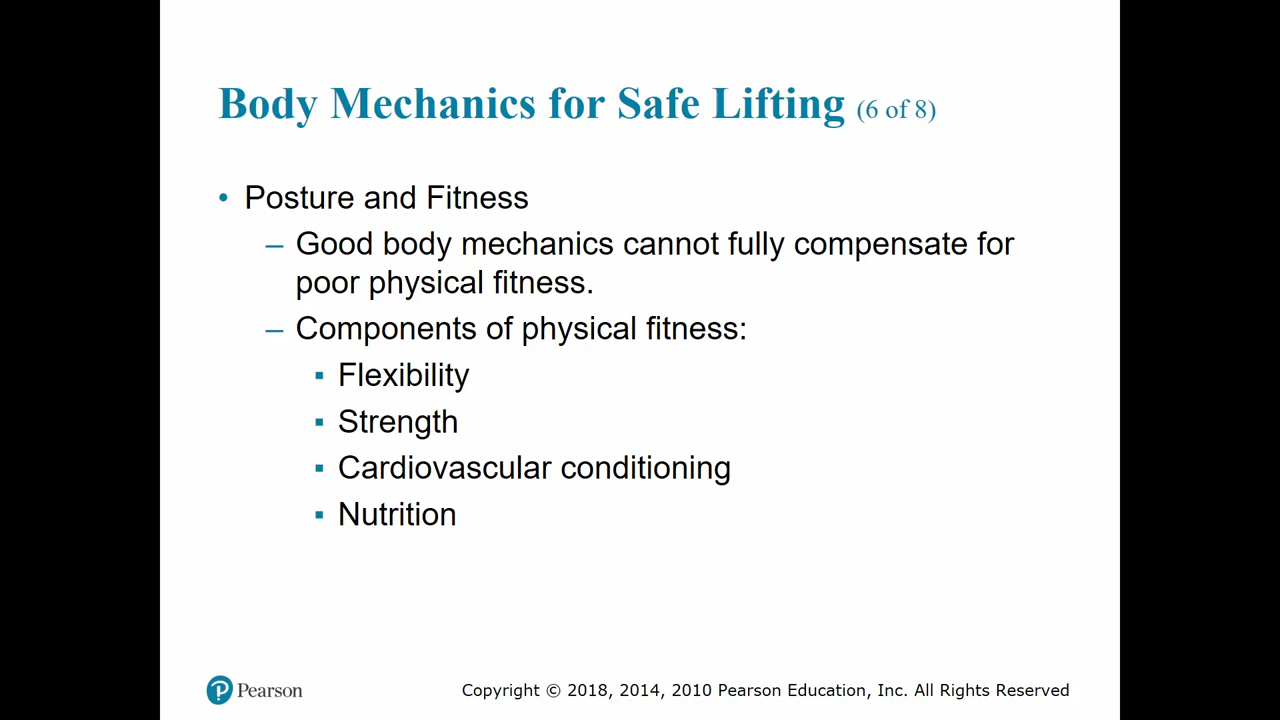 Body Mechanics for Safe Lifting (6 of 8)
• Posture and Fitness
– Good body mechanics cannot fully compensate for
poor physical fitness.
– Components of physical fitness:
▪ Flexibility
▪ Strength
▪ Cardiovascular conditioning
▪ Nutrition
Pearson
Copyright © 2018, 2014, 2010 Pearson Education, Inc. All Rights Reserved